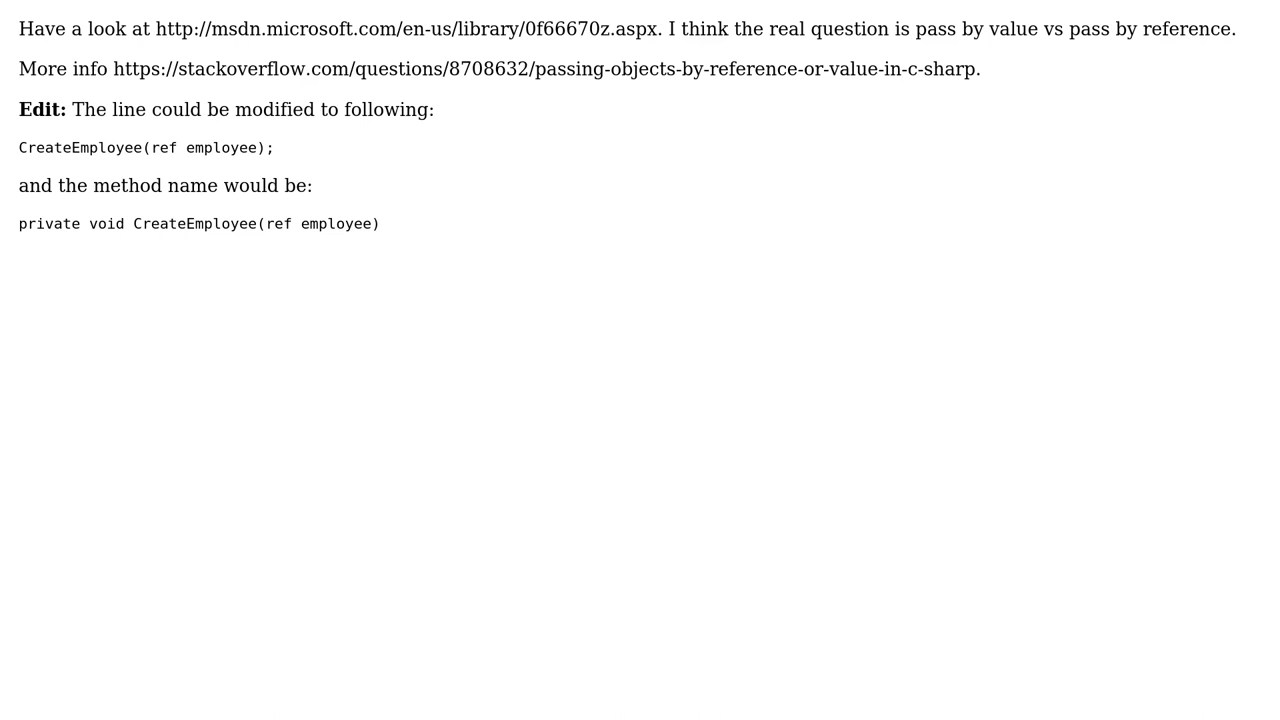 Have a look at http://msdn.microsoft.com/en-us/library/0f66670z.aspx. I think the real question is pass by value vs pass by reference.
More info https://stackoverflow.com/questions/8708632/passing-objects-by-reference-or-value-in-c-sharp.
Edit: The line could be modified to following:
CreateEmployee(ref employee);
and the method name would be:
private void CreateEmployee(ref employee)